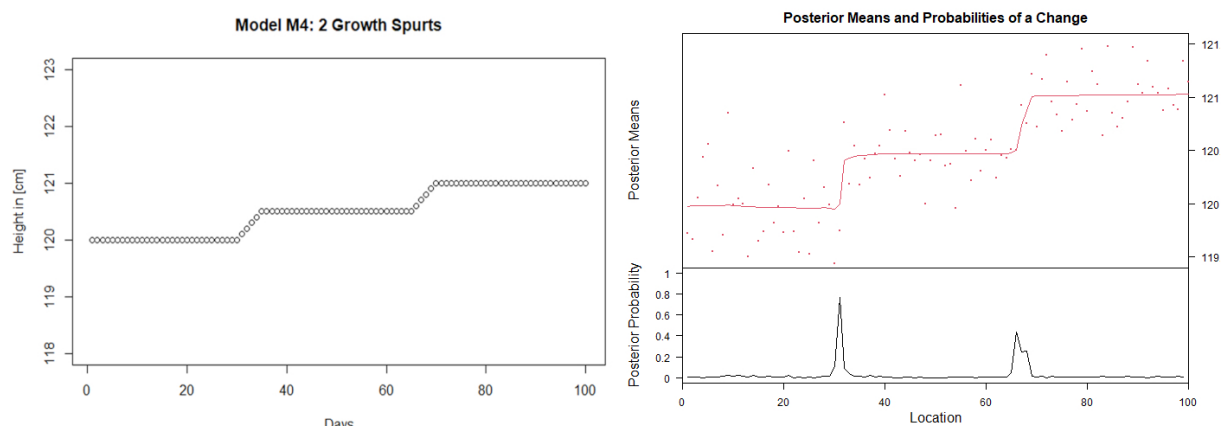 Model M4: 2 Growth Spurts
Height in [cm]
123
122
121
120
119
118
0 20 40 60 80 100
Days
Posterior Means and Probabilities of a Change
Posterior Means
121
121
120
120
119
Posterior Probability
1
0.8
0.6
0.4
0.2
0
0 20 40 60 80 100
Location